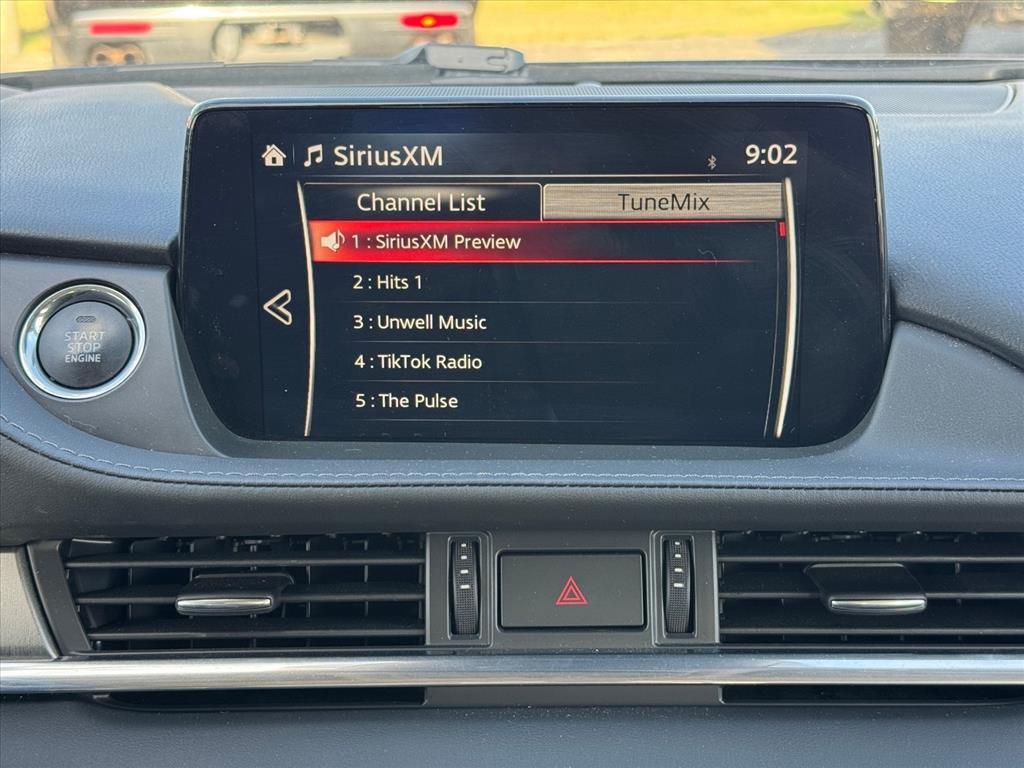 SiriusXM
9:02
Channel List
TuneMix
1 : SiriusXM Preview
2 : Hits 1
3 : Unwell Music
4 : TikTok Radio
5 : The Pulse
START
STOP
ENGINE